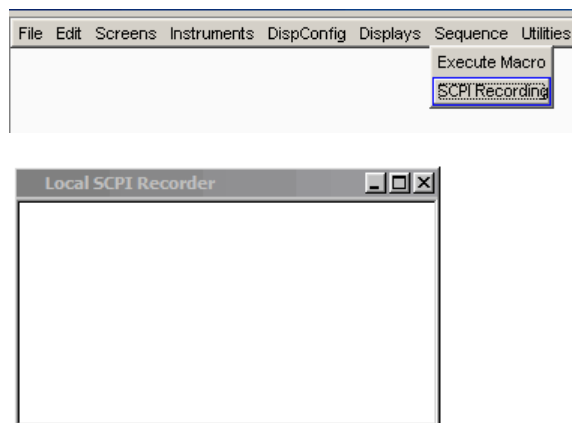 File Edit Screens Instruments DispConfig Displays Sequence Utilities
Execute Macro
SCPI Recording
Local SCPI Recorder